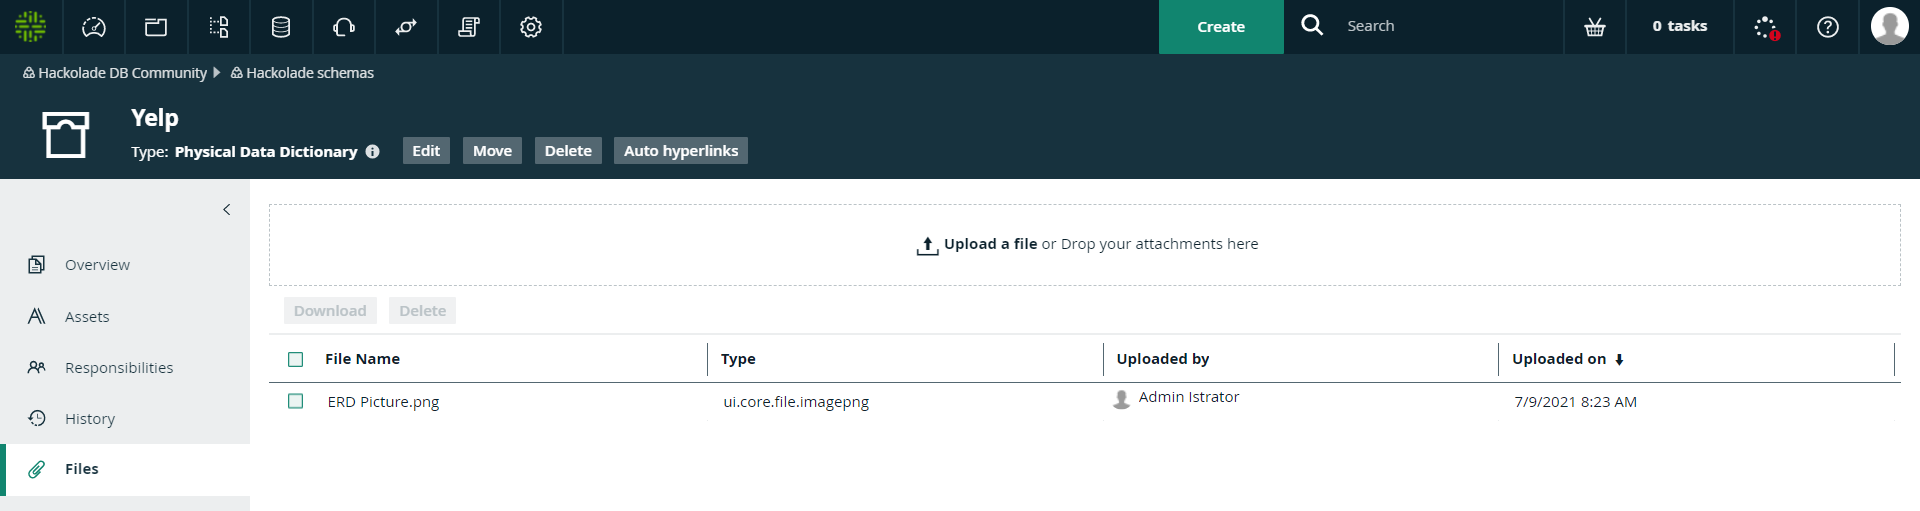 Create
Search
0 tasks
Hackolade DB Community
Hackolade schemas
Yelp
Type: Physical Data Dictionary
Edit
Move
Delete
Auto hyperlinks
Overview
Assets
Responsibilities
History
Files
Upload a file or Drop your attachments here
Download
Delete
File Name
Type
Uploaded by
Uploaded on
ERD Picture.png
ui.core.file.imagepng
Admin Istrator
7/9/2021 8:23 AM